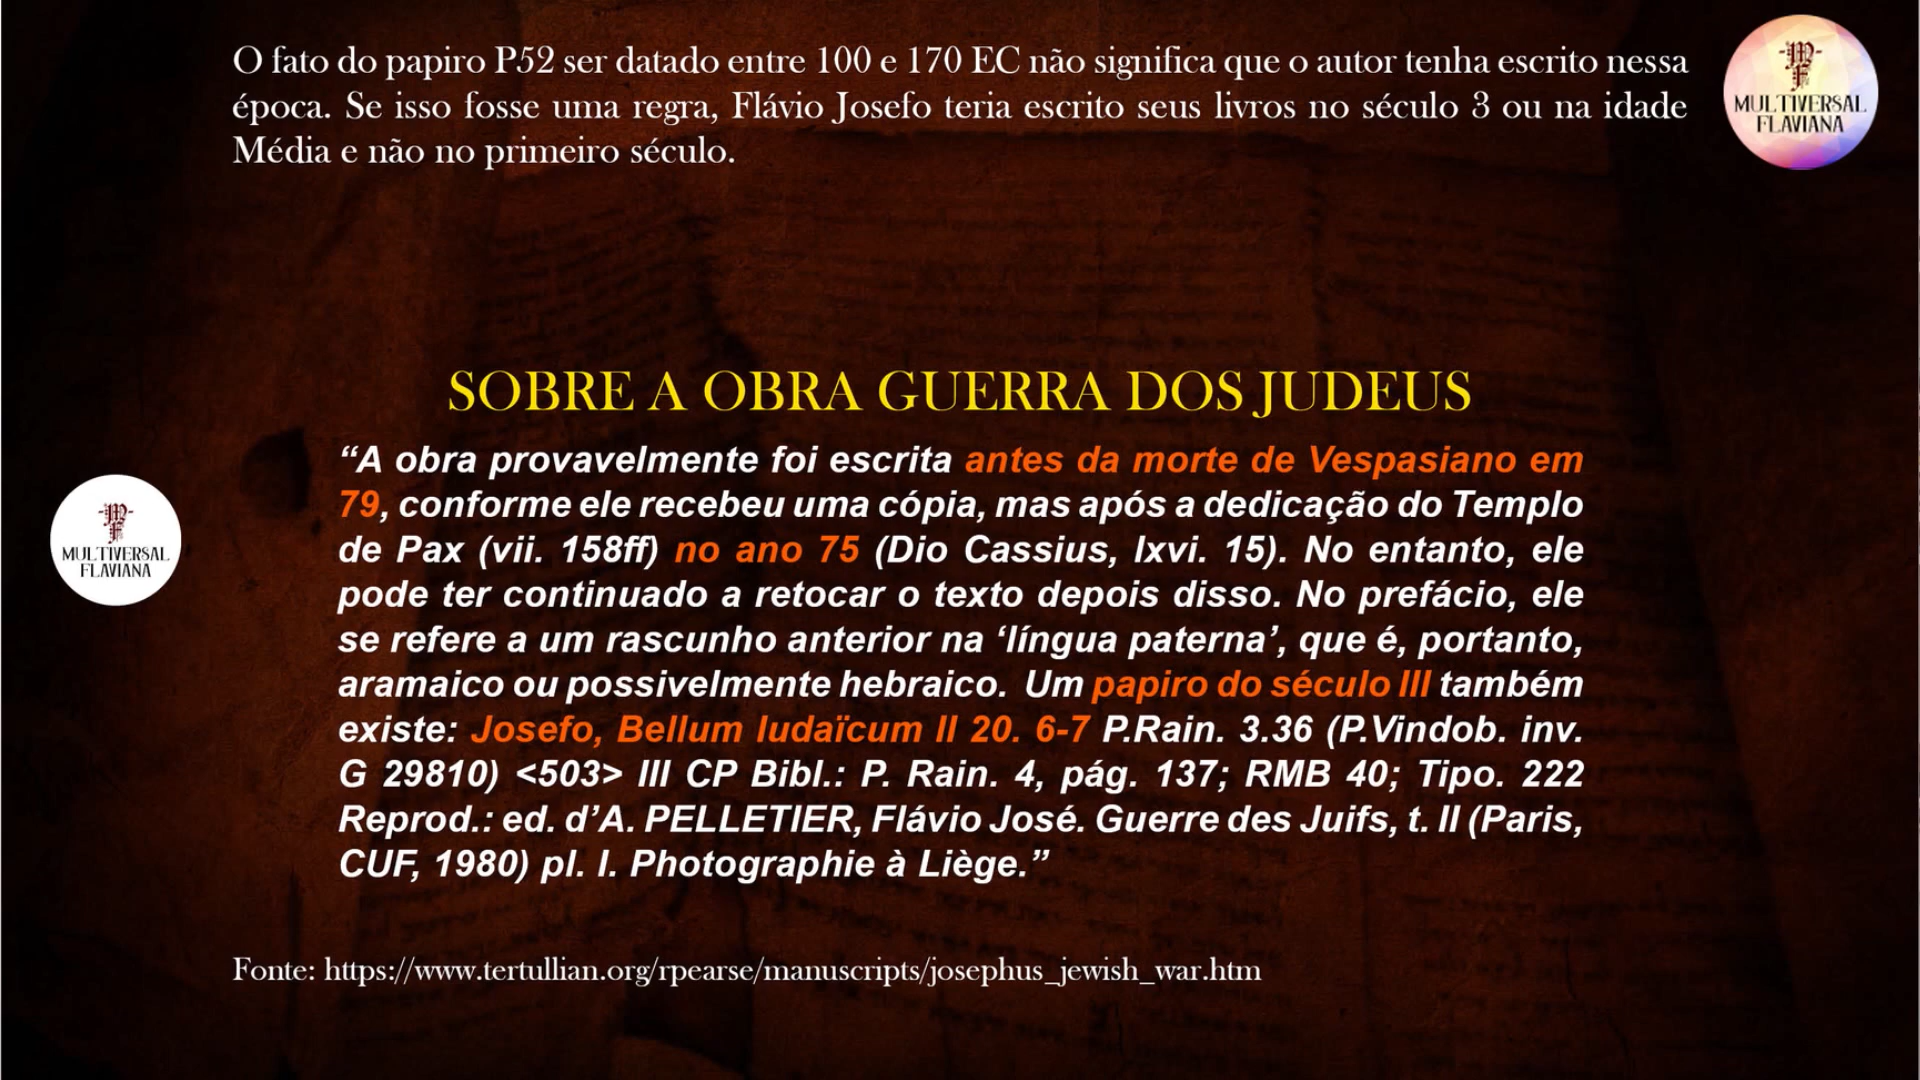 O fato do papiro P52 ser datado entre 100 e 170 EC não significa que o autor tenha escrito nessa
época. Se isso fosse uma regra, Flávio Josefo teria escrito seus livros no século 3 ou na idade
Média e não no primeiro século.
MULTIVERSAL
FLAVIANA
SOBRE A OBRA GUERRA DOS JUDEUS
“A obra provavelmente foi escrita antes da morte de Vespasiano em
79, conforme ele recebeu uma cópia, mas após a dedicação do Templo
de Pax (vii. 158ff) no ano 75 (Dio Cassius, lxvi. 15). No entanto, ele
pode ter continuado a retocar o texto depois disso. No prefácio, ele
se refere a um rascunho anterior na ‘língua paterna’, que é, portanto,
aramaico ou possivelmente hebraico. Um papiro do século III também
existe: Josefo, Bellum Iudaïcum II 20. 6-7 P.Rain. 3.36 (P.Vindob. inv.
G 29810) <503> III CP Bibl.: P. Rain. 4, pág. 137; RMB 40; Tipo. 222
Reprod.: ed. d’A. PELLETIER, Flávio José. Guerre des Juifs, t. II (Paris,
CUF, 1980) pl. I. Photographie à Liège.”
MULTIVERSAL
FLAVIANA
Fonte: https://www.tertullian.org/rpearse/manuscripts/josephus_jewish_war.htm